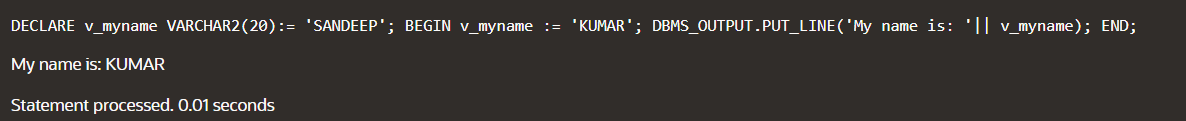 DECLARE v_myname VARCHAR2(20):= 'SANDEEP'; BEGIN v_myname := 'KUMAR'; DBMS_OUTPUT.PUT_LINE('My name is: '|| v_myname); END;
My name is: KUMAR
Statement processed. 0.01 seconds